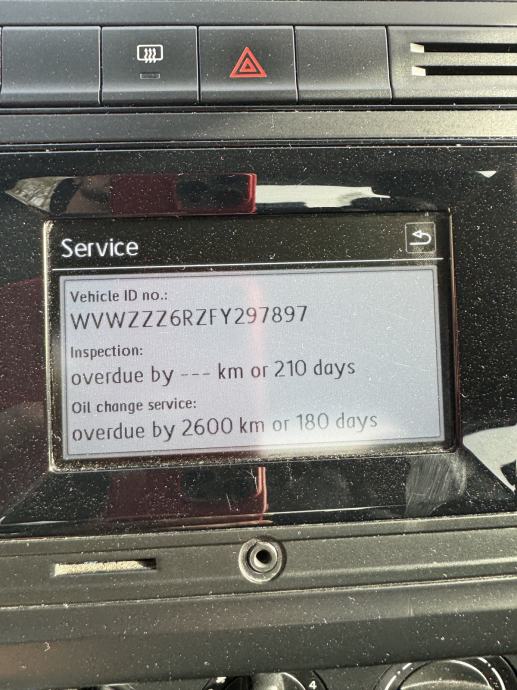 Service
Vehicle ID no.:
WVWZZZ6RZFY297897
Inspection:
overdue by --- km or 210 days
Oil change service:
overdue by 2600 km or 180 days
4